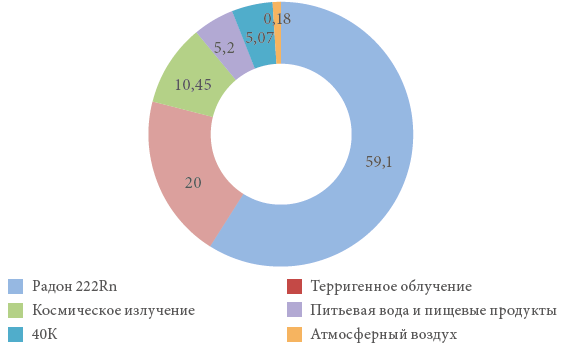 0,18
5,07
5,2
10,45
59,1
20
Радон 222Rn
Терригенное облучение
Космическое излучение
Питьевая вода и пищевые продукты
40K
Атмосферный воздух